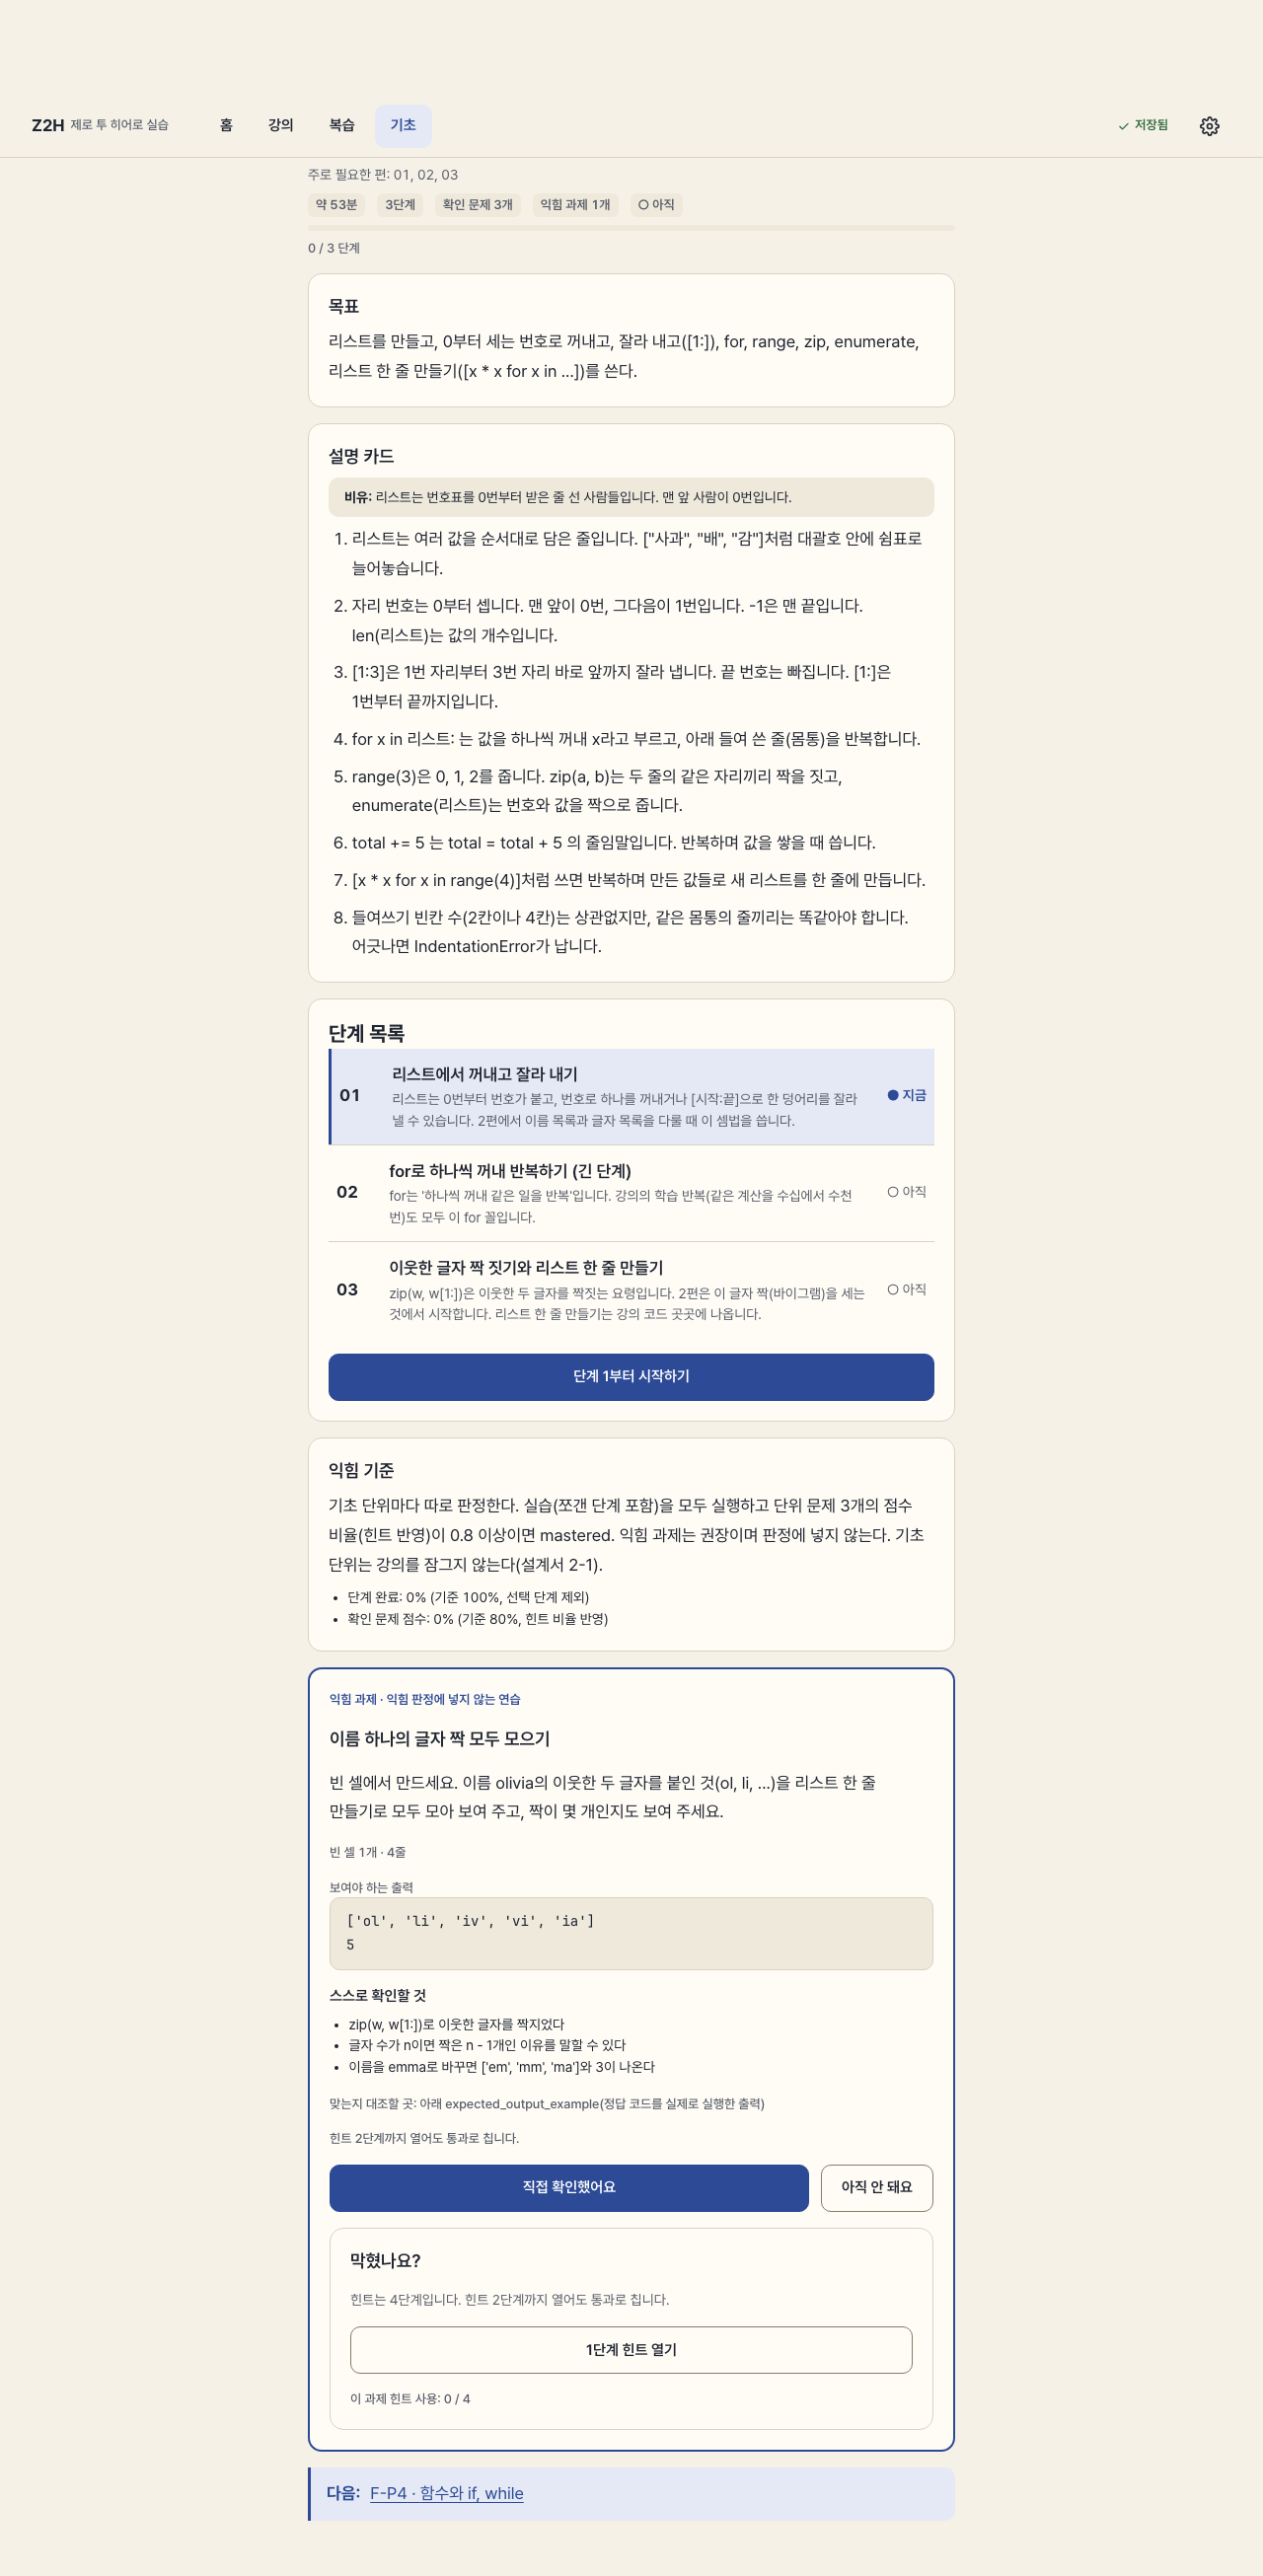 Z2H 제로 투 히어로 실습 홈 강의 복습 기초 저장됨
주로 필요한 편: 01, 02, 03
약 53분 3단계 확인 문제 3개 익힘 과제 1개 아직
0 / 3 단계
목표
리스트를 만들고, 0부터 세는 번호로 꺼내고, 잘라 내고([1:]), for, range, zip, enumerate,
리스트 한 줄 만들기([x * x for x in ...])를 쓴다.
설명 카드
비유: 리스트는 번호표를 0번부터 받은 줄 선 사람들입니다. 맨 앞 사람이 0번입니다.
1. 리스트는 여러 값을 순서대로 담은 줄입니다. ["사과", "배", "감"]처럼 대괄호 안에 쉼표로
늘어놓습니다.
2. 자리 번호는 0부터 셉니다. 맨 앞이 0번, 그다음이 1번입니다. -1은 맨 끝입니다.
len(리스트)는 값의 개수입니다.
3. [1:3]은 1번 자리부터 3번 자리 바로 앞까지 잘라 냅니다. 끝 번호는 빠집니다. [1:]은
1번부터 끝까지입니다.
4. for x in 리스트: 는 값을 하나씩 꺼내 x라고 부르고, 아래 들여 쓴 줄(몸통)을 반복합니다.
5. range(3)은 0, 1, 2를 줍니다. zip(a, b)는 두 줄의 같은 자리끼리 짝을 짓고,
enumerate(리스트)는 번호와 값을 짝으로 줍니다.
6. total += 5 는 total = total + 5 의 줄임말입니다. 반복하며 값을 쌓을 때 씁니다.
7. [x * x for x in range(4)]처럼 쓰면 반복하며 만든 값들로 새 리스트를 한 줄에 만듭니다.
8. 들여쓰기 빈칸 수(2칸이나 4칸)는 상관없지만, 같은 몸통의 줄끼리는 똑같아야 합니다.
어긋나면 IndentationError가 납니다.
단계 목록
01 리스트에서 꺼내고 잘라 내기
리스트는 0번부터 번호가 붙고, 번호로 하나를 꺼내거나 [시작:끝]으로 한 덩어리를 잘라
낼 수 있습니다. 2편에서 이름 목록과 글자 목록을 다룰 때 이 셈법을 씁니다.
지금
02 for로 하나씩 꺼내 반복하기 (긴 단계)
for는 '하나씩 꺼내 같은 일을 반복'입니다. 강의의 학습 반복(같은 계산을 수십에서 수천
번)도 모두 이 for 꼴입니다.
아직
03 이웃한 글자 짝 짓기와 리스트 한 줄 만들기
zip(w, w[1:])은 이웃한 두 글자를 짝짓는 요령입니다. 2편은 이 글자 짝(바이그램)을 세는
것에서 시작합니다. 리스트 한 줄 만들기는 강의 코드 곳곳에 나옵니다.
아직
단계 1부터 시작하기
익힘 기준
기초 단위마다 따로 판정한다. 실습(쪼갠 단계 포함)을 모두 실행하고 단위 문제 3개의 점수
비율(힌트 반영)이 0.8 이상이면 mastered. 익힘 과제는 권장이며 판정에 넣지 않는다. 기초
단위는 강의를 잠그지 않는다(설계서 2-1).
• 단계 완료: 0% (기준 100%, 선택 단계 제외)
• 확인 문제 점수: 0% (기준 80%, 힌트 비율 반영)
익힘 과제 · 익힘 판정에 넣지 않는 연습
이름 하나의 글자 짝 모두 모으기
빈 셀에서 만드세요. 이름 olivia의 이웃한 두 글자를 붙인 것(ol, li, ...)을 리스트 한 줄
만들기로 모두 모아 보여 주고, 짝이 몇 개인지도 보여 주세요.
빈 셀 1개 · 4줄
보여야 하는 출력
['ol', 'li', 'iv', 'vi', 'ia']
5
스스로 확인할 것
• zip(w, w[1:])로 이웃한 글자를 짝지었다
• 글자 수가 n이면 짝은 n - 1개인 이유를 말할 수 있다
• 이름을 emma로 바꾸면 ['em', 'mm', 'ma']와 3이 나온다
맞는지 대조할 곳: 아래 expected_output_example(정답 코드를 실제로 실행한 출력)
힌트 2단계까지 열어도 통과로 칩니다.
직접 확인했어요 아직 안 돼요
막혔나요?
힌트는 4단계입니다. 힌트 2단계까지 열어도 통과로 칩니다.
1단계 힌트 열기
이 과제 힌트 사용: 0 / 4
다음: F-P4 · 함수와 if, while